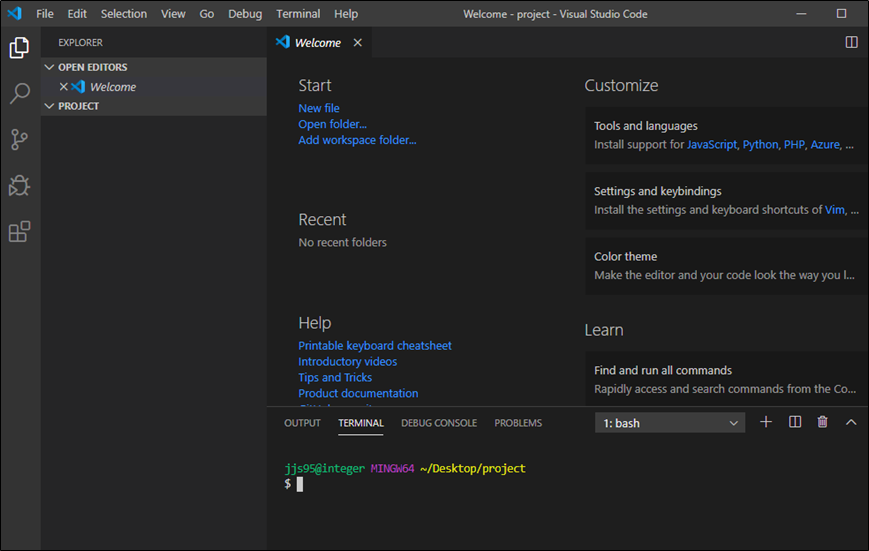 File Edit Selection View Go Debug Terminal Help Welcome - project - Visual Studio Code
EXPLORER
OPEN EDITORS
Welcome
PROJECT
Welcome
Start
New file
Open folder...
Add workspace folder...
Recent
No recent folders
Help
Printable keyboard cheatsheet
Introductory videos
Tips and Tricks
Product documentation
Customize
Tools and languages
Install support for JavaScript, Python, PHP, Azure, ...
Settings and keybindings
Install the settings and keyboard shortcuts of Vim, ...
Color theme
Make the editor and your code look the way you l...
Learn
Find and run all commands
Rapidly access and search commands from the Co...
OUTPUT TERMINAL DEBUG CONSOLE PROBLEMS 1: bash
jjs95@integer MINGW64 ~/Desktop/project
$